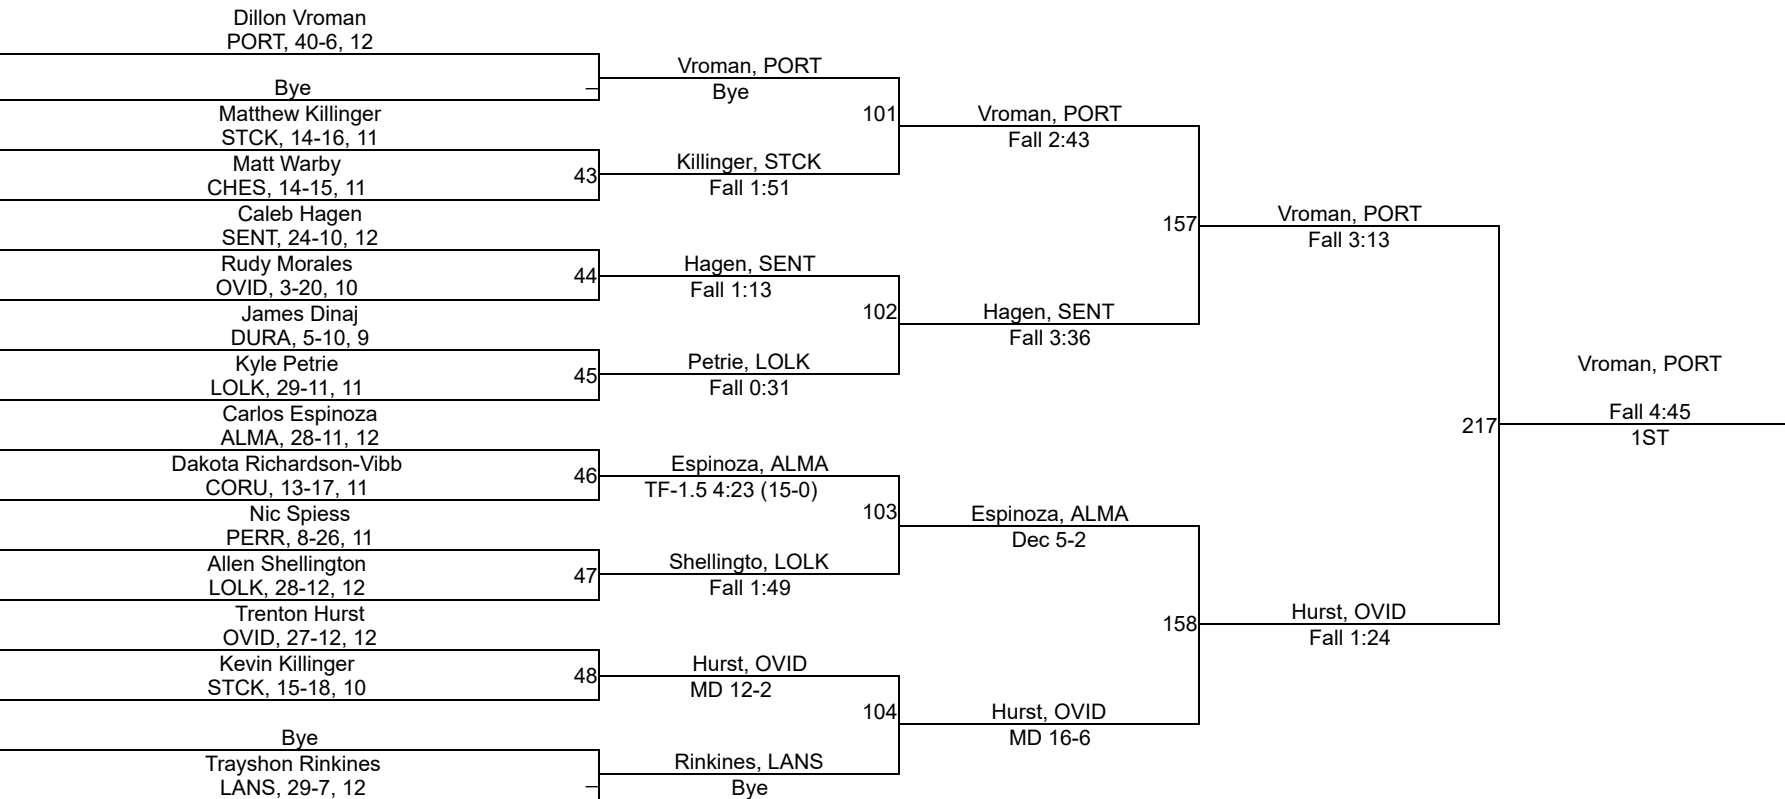 Dillon Vroman
PORT, 40-6, 12
Bye
–
Matthew Killinger
STCK, 14-16, 11
Matt Warby
CHES, 14-15, 11
43
Caleb Hagen
SENT, 24-10, 12
Rudy Morales
OVID, 3-20, 10
44
James Dinaj
DURA, 5-10, 9
Kyle Petrie
LOLK, 29-11, 11
45
Carlos Espinoza
ALMA, 28-11, 12
Dakota Richardson-Vibb
CORU, 13-17, 11
46
Nic Spiess
PERR, 8-26, 11
Allen Shellington
LOLK, 28-12, 12
47
Trenton Hurst
OVID, 27-12, 12
Kevin Killinger
STCK, 15-18, 10
48
Bye
Trayshon Rinkines
LANS, 29-7, 12
–
Vroman, PORT
Bye
101
Killinger, STCK
Fall 1:51
Hagen, SENT
Fall 1:13
102
Petrie, LOLK
Fall 0:31
Espinoza, ALMA
TF-1.5 4:23 (15-0)
103
Shellingto, LOLK
Fall 1:49
Hurst, OVID
MD 12-2
104
Rinkines, LANS
Bye
Vroman, PORT
Fall 2:43
157
Hagen, SENT
Fall 3:36
Espinoza, ALMA
Dec 5-2
158
Hurst, OVID
MD 16-6
Vroman, PORT
Fall 3:13
217
Hurst, OVID
Fall 1:24
Vroman, PORT
Fall 4:45
1ST